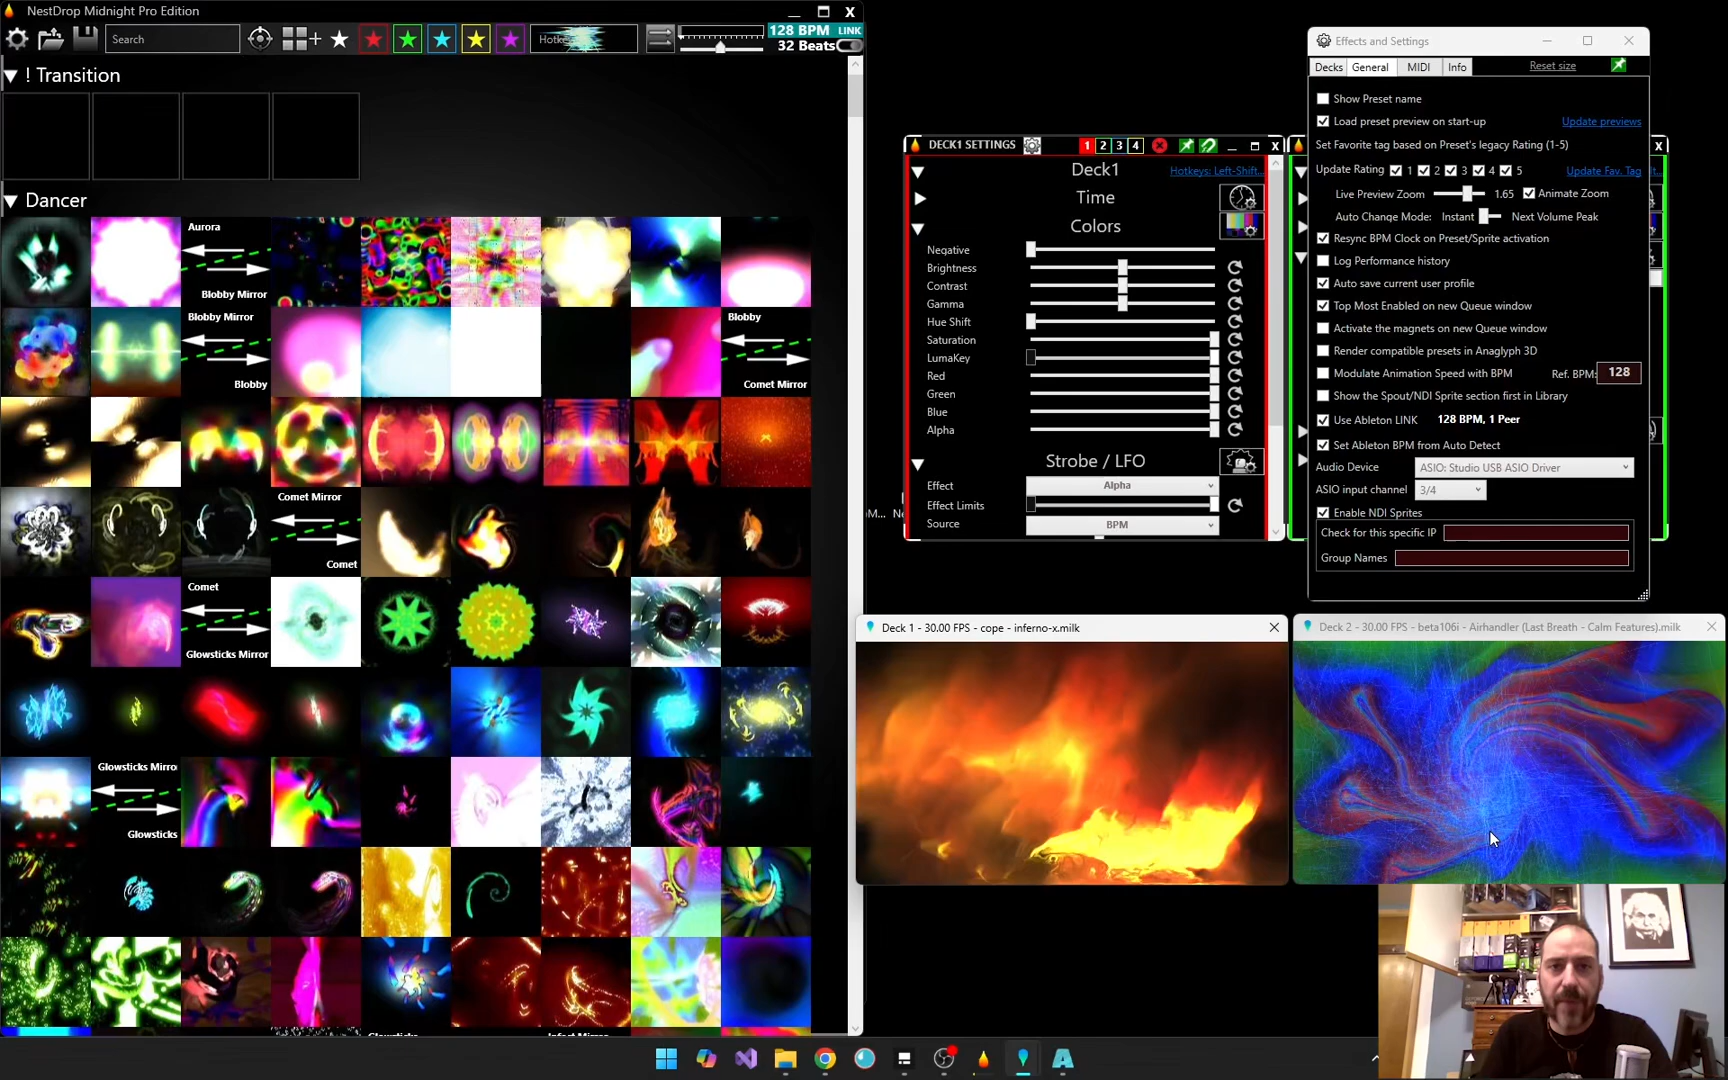 NestDrop Midnight Pro Edition
Search
128 BPM LINK
32 Beats
! Transition
Dancer
Aurora
Blobby Mirror
Blobby Mirror
Blobby
Blobby
Comet Mirror
Comet Mirror
Comet
Comet
Glowsticks Mirror
Glowsticks Mirro
Glowsticks
DECK1 SETTINGS
1 2 3 4
Deck1
Hotkeys: Left-Shift...
Time
Colors
Negative
Brightness
Contrast
Gamma
Hue Shift
Saturation
LumaKey
Red
Green
Blue
Alpha
Strobe / LFO
Effect
Alpha
Effect Limits
Source
BPM
Effects and Settings
Decks General MIDI Info
Reset size
Show Preset name
Load preset preview on start-up
Update previews
Set Favorite tag based on Preset's legacy Rating (1-5)
Update Rating 1 2 3 4 5
Update Fav. Tag
Live Preview Zoom 1.65 Animate Zoom
Auto Change Mode: Instant Next Volume Peak
Resync BPM Clock on Preset/Sprite activation
Log Performance history
Auto save current user profile
Top Most Enabled on new Queue window
Activate the magnets on new Queue window
Render compatible presets in Anaglyph 3D
Modulate Animation Speed with BPM
Ref. BPM: 128
Show the Spout/NDI Sprite section first in Library
Use Ableton LINK 128 BPM, 1 Peer
Set Ableton BPM from Auto Detect
Audio Device ASIO: Studio USB ASIO Driver
ASIO input channel 3/4
Enable NDI Sprites
Check for this specific IP
Group Names
Deck 1 - 30.00 FPS - cope - inferno-x.milk
Deck 2 - 30.00 FPS - beta106i - Airhandler (Last Breath - Calm Features).milk